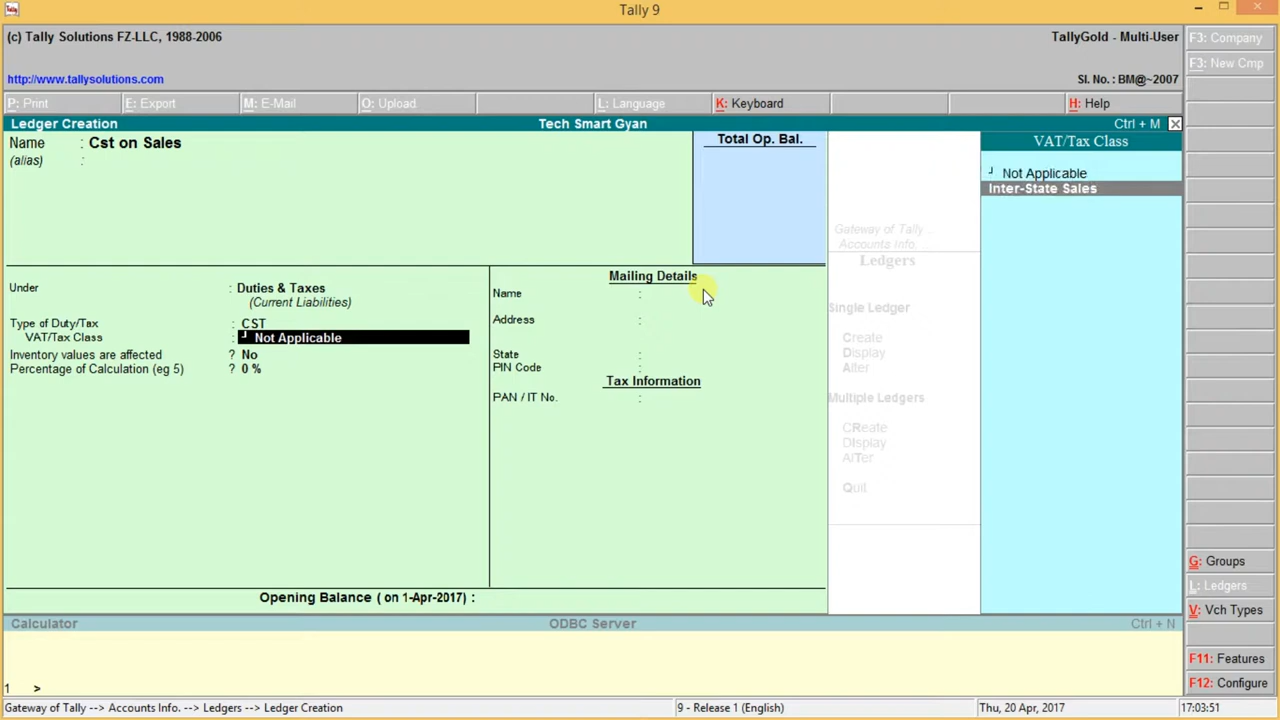 Tally 9
(c) Tally Solutions FZ-LLC, 1988-2006
TallyGold - Multi-User
http://www.tallysolutions.com
Sl. No. : BM@~2007
P: Print
E: Export
M: E-Mail
O: Upload
L: Language
K: Keyboard
H: Help
Ledger Creation
Tech Smart Gyan
Ctrl + M
Name : Cst on Sales
(alias) :
Total Op. Bal.
Under : Duties & Taxes
(Current Liabilities)
Type of Duty/Tax : CST
VAT/Tax Class : Not Applicable
Inventory values are affected ? No
Percentage of Calculation (eg 5) ? 0 %
Mailing Details
Name :
Address :
State :
PIN Code :
Tax Information
PAN / IT No. :
Opening Balance ( on 1-Apr-2017) :
Gateway of Tally ...
Accounts Info. ...
Ledgers
Single Ledger
Create
Display
Alter
Multiple Ledgers
CReate
DIsplay
AlTer
Quit
VAT/Tax Class
Not Applicable
Inter-State Sales
F3: Company
F3: New Cmp
G: Groups
L: Ledgers
V: Vch Types
F11: Features
F12: Configure
Calculator
ODBC Server
Ctrl + N
1 >
Gateway of Tally --> Accounts Info. --> Ledgers --> Ledger Creation
9 - Release 1 (English)
Thu, 20 Apr, 2017
17:03:51